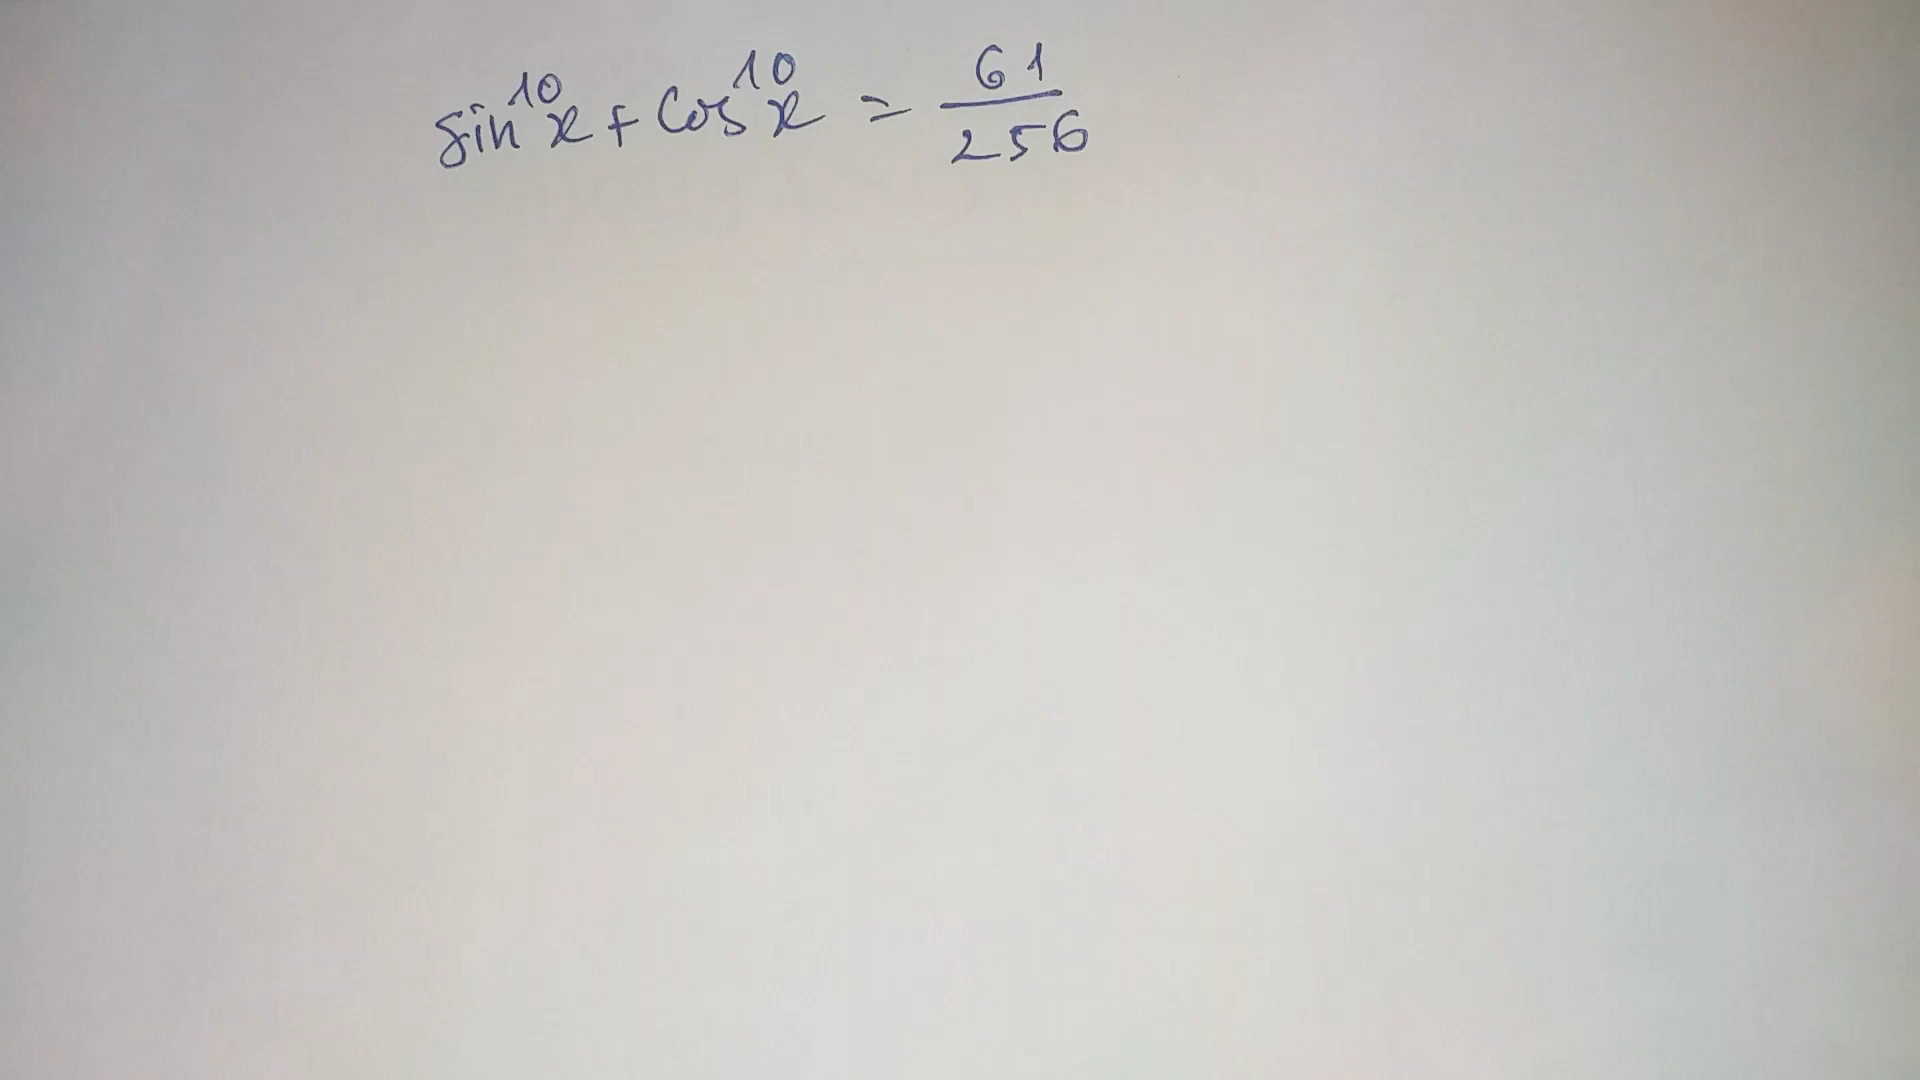 sin¹⁰x + cos¹⁰x = 61/256